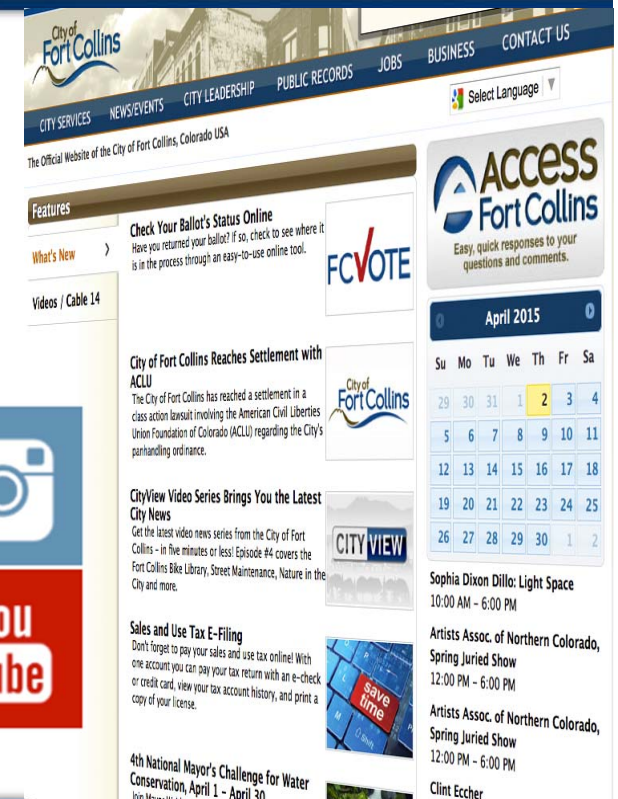 City of
Fort Collins
CITY SERVICES NEWS/EVENTS CITY LEADERSHIP PUBLIC RECORDS JOBS BUSINESS CONTACT US
Select Language
The Official Website of the City of Fort Collins, Colorado USA
Features
What's New
Videos / Cable 14
Check Your Ballot's Status Online
Have you returned your ballot? If so, check to see where it
is in the process through an easy-to-use online tool.
FCVOTE
City of Fort Collins Reaches Settlement with
ACLU
The City of Fort Collins has reached a settlement in a
class action lawsuit involving the American Civil Liberties
Union Foundation of Colorado (ACLU) regarding the City's
panhandling ordinance.
City of
Fort Collins
CityView Video Series Brings You the Latest
City News
Get the latest video news series from the City of Fort
Collins – in five minutes or less! Episode #4 covers the
Fort Collins Bike Library, Street Maintenance, Nature in the
City and more.
CITY VIEW
Sales and Use Tax E-Filing
Don't forget to pay your sales and use tax online! With
one account you can pay your tax return with an e-check
or credit card, view your tax account history, and print a
copy of your license.
save
time
Shift
4th National Mayor's Challenge for Water
Conservation, April 1 – April 30
ACCESS
Fort Collins
Easy, quick responses to your
questions and comments.
April 2015
Su Mo Tu We Th Fr Sa
29 30 31 1 2 3 4
5 6 7 8 9 10 11
12 13 14 15 16 17 18
19 20 21 22 23 24 25
26 27 28 29 30 1 2
Sophia Dixon Dillo: Light Space
10:00 AM – 6:00 PM
Artists Assoc. of Northern Colorado,
Spring Juried Show
12:00 PM – 6:00 PM
Artists Assoc. of Northern Colorado,
Spring Juried Show
12:00 PM – 6:00 PM
Clint Eccher